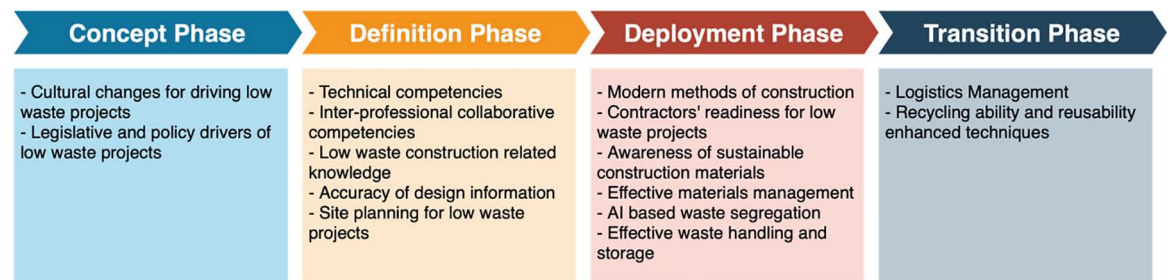 Concept Phase
- Cultural changes for driving low
waste projects
- Legislative and policy drivers of
low waste projects
Definition Phase
- Technical competencies
- Inter-professional collaborative
competencies
- Low waste construction related
knowledge
- Accuracy of design information
- Site planning for low waste
projects
Deployment Phase
- Modern methods of construction
- Contractors' readiness for low
waste projects
- Awareness of sustainable
construction materials
- Effective materials management
- AI based waste segregation
- Effective waste handling and
storage
Transition Phase
- Logistics Management
- Recycling ability and reusability
enhanced techniques